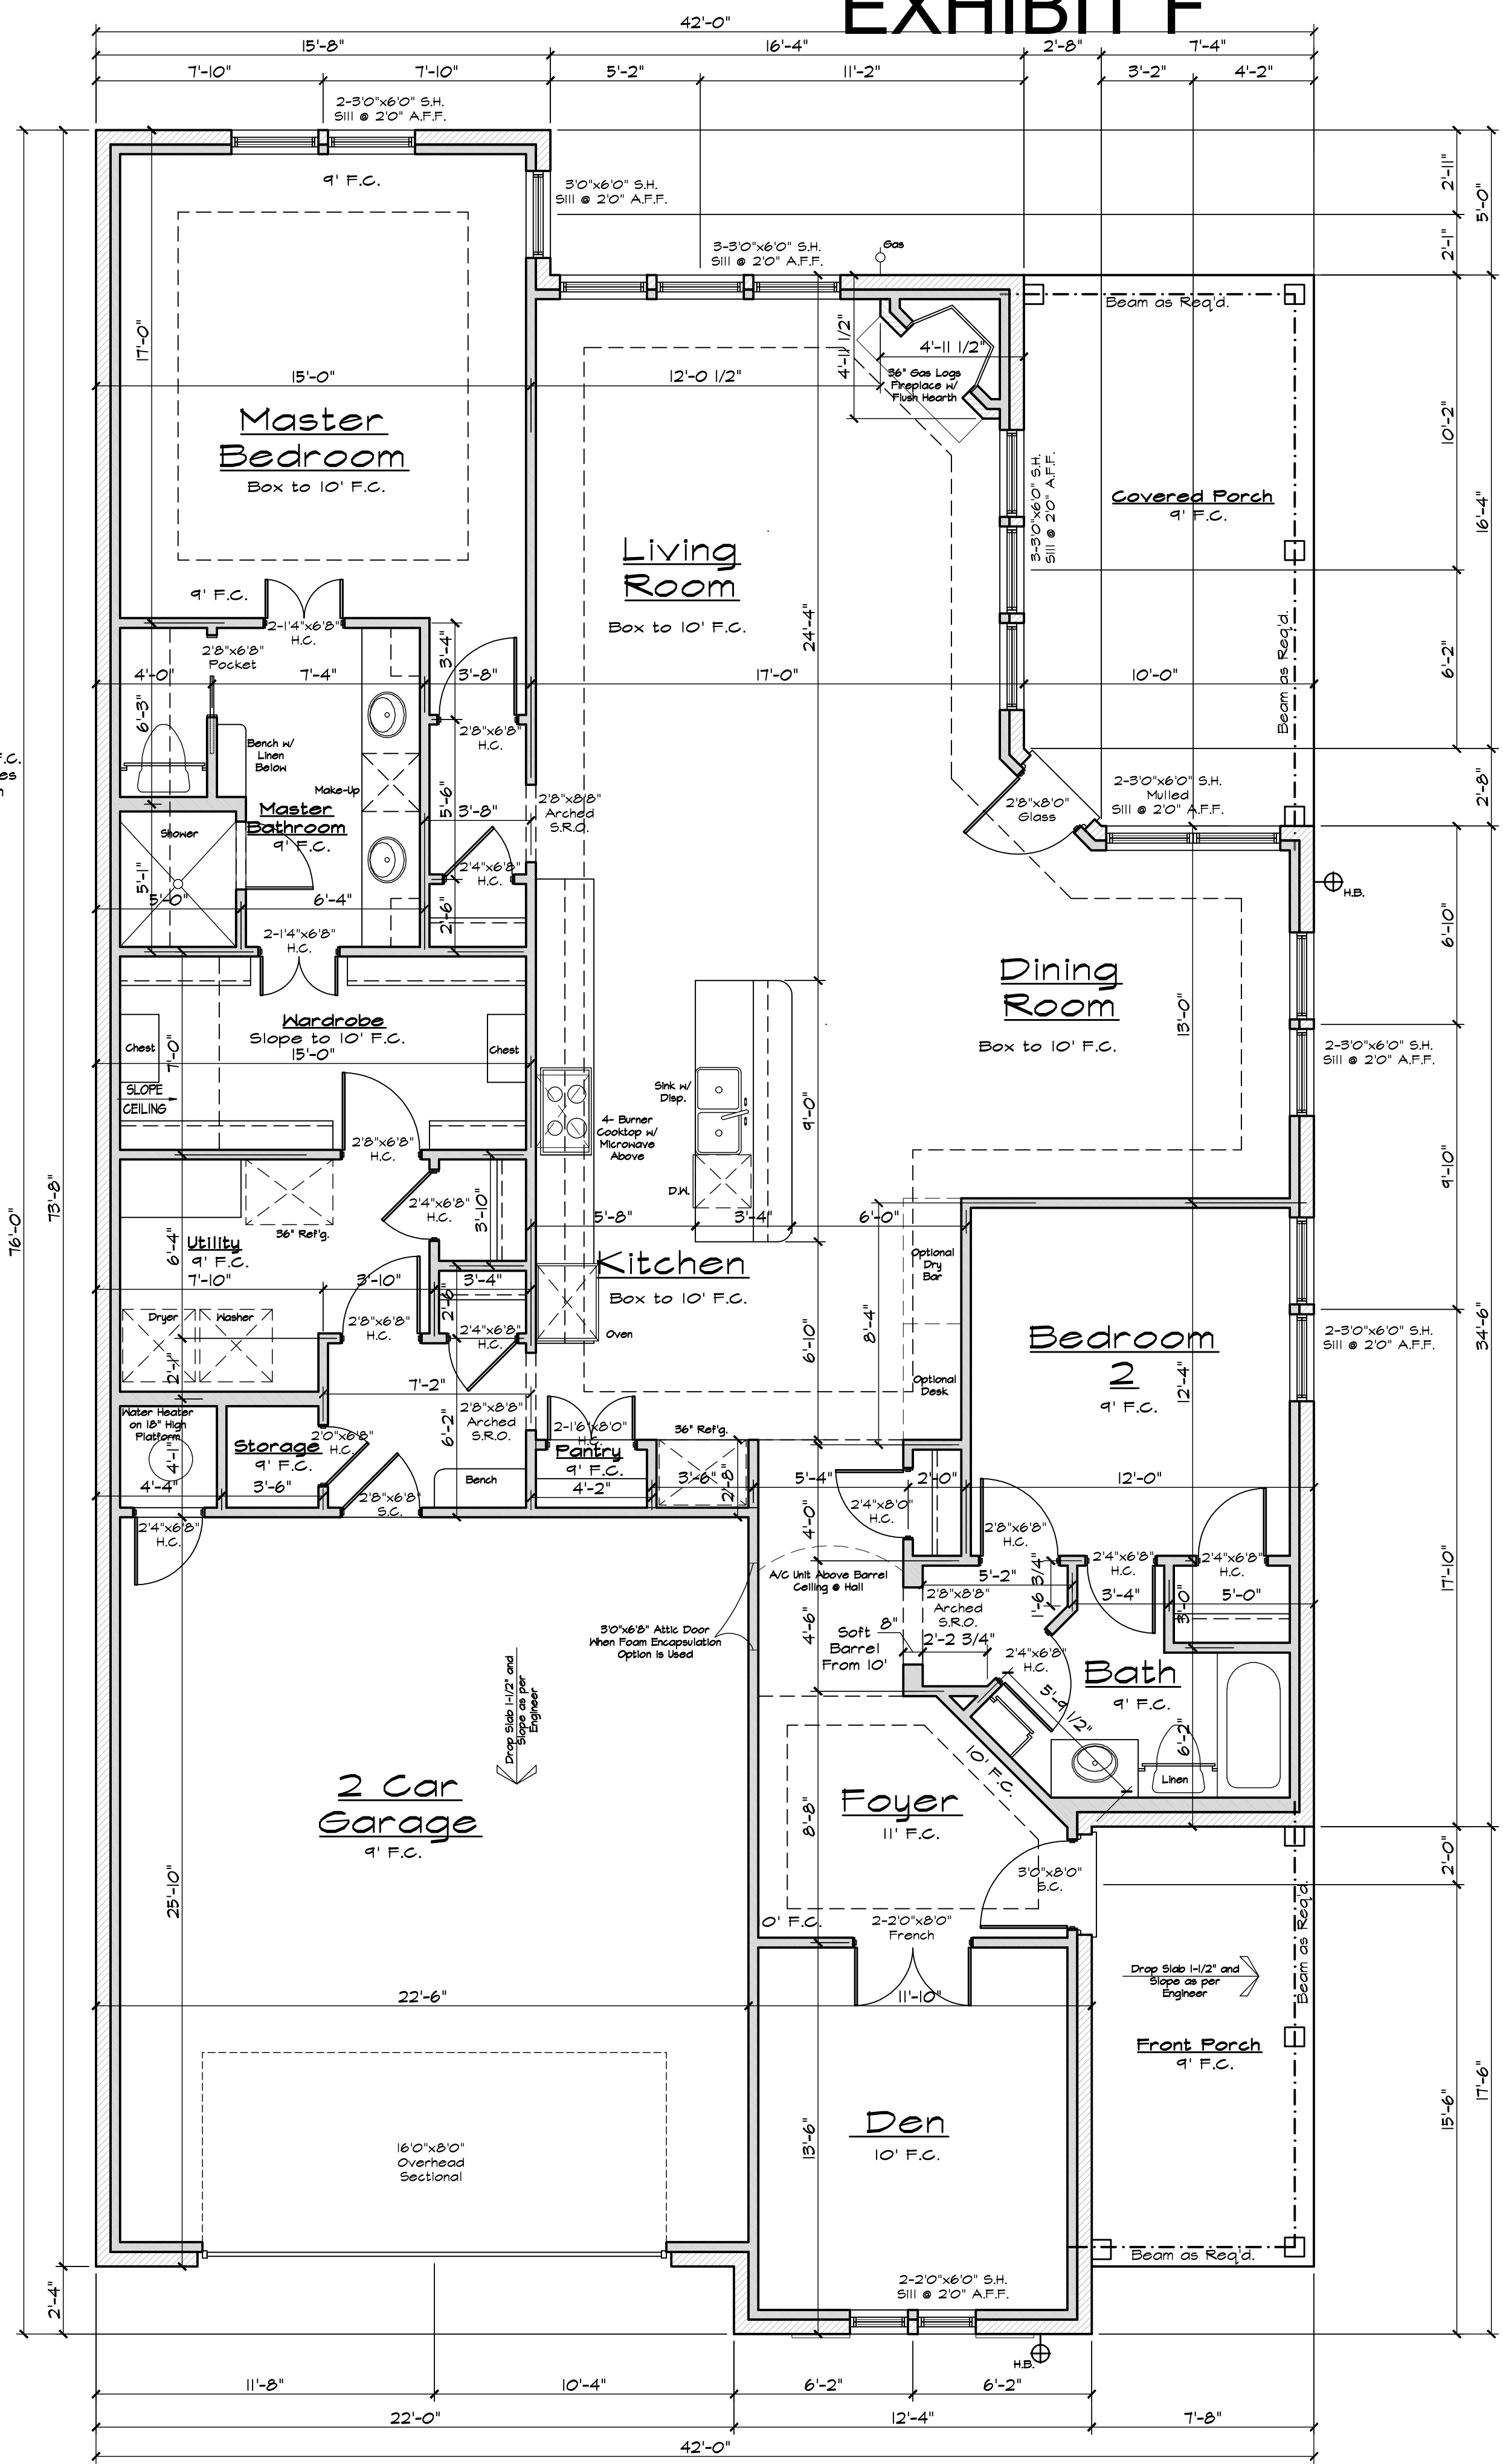 EXHIBIT F
42'-0"
15'-8"
16'-4"
2'-8"
7'-4"
7'-10"
7'-10"
5'-2"
11'-2"
3'-2"
4'-2"
2-3'0"x6'0" S.H.
Sill @ 2'0" A.F.F.
9' F.C.
3'0"x6'0" S.H.
Sill @ 2'0" A.F.F.
3-3'0"x6'0" S.H.
Sill @ 2'0" A.F.F.
Gas
2'-11"
5'-0"
2'-1"
Beam as Req'd.
17'-0"
15'-0"
12'-0 1/2"
4'-11 1/2"
4'-11 1/2"
36" Gas Logs
Fireplace w/
Flush Hearth
Master
Bedroom
Box to 10' F.C.
10'-2"
3-3'0"x6'0" S.H.
Sill @ 2'0" A.F.F.
Covered Porch
9' F.C.
16'-4"
Living
Room
Box to 10' F.C.
24'-4"
9' F.C.
2-1'4"x6'8"
H.C.
2'8"x6'8"
Pocket
3'-4"
4'-0"
7'-4"
3'-8"
17'-0"
10'-0"
Beam as Req'd.
6'-2"
6'-3"
2'8"x6'8"
H.C.
Bench w/
Linen
Below
Make-Up
5'-6"
F.C.
es
2'8"x8'8"
Arched
S.R.O.
3'-8"
2'8"x8'0"
Glass
2-3'0"x6'0" S.H.
Mulled
Sill @ 2'0" A.F.F.
2'-8"
Shower
Master
Bathroom
9' F.C.
2'4"x6'8"
H.C.
H.B.
5'-1"
5'-0"
6'-4"
2'-6"
2-1'4"x6'8"
H.C.
6'-10"
Dining
Room
Box to 10' F.C.
13'-0"
Wardrobe
Slope to 10' F.C.
15'-0"
Chest
Chest
7'-0"
SLOPE
CEILING
Sink w/
Disp.
4- Burner
Cooktop w/
Microwave
Above
9'-0"
2-3'0"x6'0" S.H.
Sill @ 2'0" A.F.F.
2'8"x6'8"
H.C.
D.W.
9'-10"
73'-8"
76'-0"
2'4"x6'8"
H.C.
3'-10"
36" Ref'g.
5'-8"
3'-4"
6'-0"
Utility
9' F.C.
6'-4"
7'-10"
3'-10"
3'-4"
2'-6"
Kitchen
Box to 10' F.C.
Optional
Dry
Bar
Dryer
Washer
2'8"x6'8"
H.C.
2'4"x6'8"
H.C.
Oven
6'-10"
8'-4"
Bedroom
2
9' F.C.
12'-4"
2-3'0"x6'0" S.H.
Sill @ 2'0" A.F.F.
34'-6"
2'-1"
7'-2"
Optional
Desk
Water Heater
on 18" High
Platform
4'-1"
Storage
9' F.C.
2'0"x6'8"
H.C.
6'-2"
2'8"x8'8"
Arched
S.R.O.
2-1'6"x8'0"
H.C.
Pantry
9' F.C.
36" Ref'g.
4'-4"
3'-6"
Bench
4'-2"
3'-6"
2'-8"
5'-4"
2'-0"
12'-0"
2'8"x6'8"
S.C.
2'4"x6'8"
H.C.
2'4"x8'0"
H.C.
4'-0"
2'8"x6'8"
H.C.
2'4"x6'8"
H.C.
2'4"x6'8"
H.C.
17'-10"
A/C Unit Above Barrel
Ceiling @ Hall
5'-2"
1'-6 3/4"
3'-4"
3'-0"
5'-0"
2'8"x8'8"
Arched
S.R.O.
3'0"x6'8" Attic Door
When Foam Encapsulation
Option is Used
4'-6"
Soft
Barrel
From 10'
8"
2'-2 3/4"
2'4"x6'8"
H.C.
Bath
9' F.C.
5'-9 1/2"
6'-2"
Linen
Drop Slab 1-1/2" and
Slope as per
Engineer
10' F.C.
2 Car
Garage
9' F.C.
Foyer
11' F.C.
8'-8"
3'0"x8'0"
S.C.
2'-0"
25'-10"
0' F.C.
2-2'0"x8'0"
French
Beam as Req'd.
Drop Slab 1-1/2" and
Slope as per
Engineer
22'-6"
11'-10"
Front Porch
9' F.C.
17'-6"
15'-6"
Den
10' F.C.
13'-6"
16'0"x8'0"
Overhead
Sectional
Beam as Req'd.
2-2'0"x6'0" S.H.
Sill @ 2'0" A.F.F.
2'-4"
H.B.
11'-8"
10'-4"
6'-2"
6'-2"
22'-0"
12'-4"
7'-8"
42'-0"